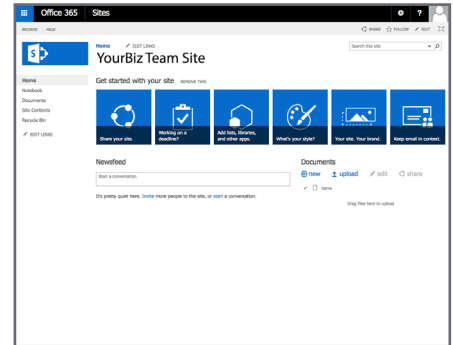 Office 365 Sites ?
BROWSE PAGE SHARE FOLLOW EDIT
S
Home EDIT LINKS
Search this site
YourBiz Team Site
Home
Notebook
Documents
Site Contents
Recycle Bin
EDIT LINKS
Get started with your site REMOVE THIS
Share your site.
Working on a
deadline?
Add lists, libraries,
and other apps.
What's your style?
Your site. Your brand.
Keep email in context.
Newsfeed
Start a conversation
It's pretty quiet here. Invite more people to the site, or start a conversation.
Documents
new upload edit share
Name
Drag files here to upload